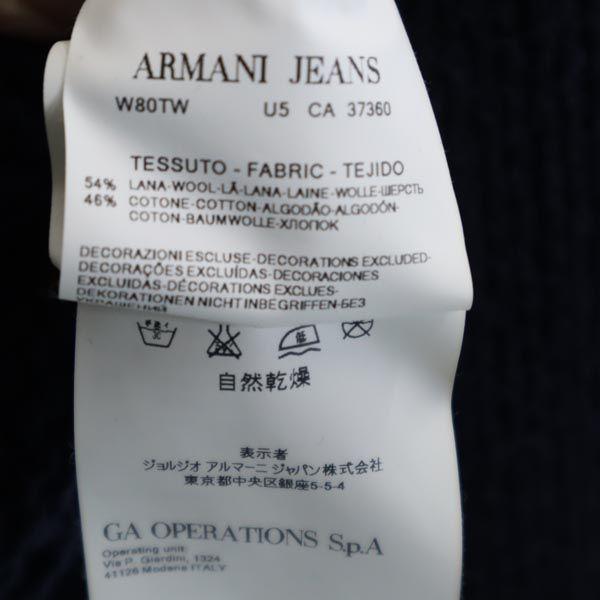 ARMANI JEANS
W80TW U5 CA 37360
TESSUTO - FABRIC - TEJIDO
54% LANA-WOOL-LÃ-LANA-LAINE-WOLLE-ШЕРСТЬ
46% COTONE-COTTON-ALGODÃO-ALGODÓN-
COTON-BAUMWOLLE-ХЛОПОК
DECORAZIONI ESCLUSE-DECORATIONS EXCLUDED-
DECORAÇÕES EXCLUÍDAS-DECORACIONES
EXCLUIDAS-DÉCORATIONS EXCLUES-
DEKORATIONEN NICHT INBEGRIFFEN-БЕЗ
低
自然乾燥
表示者
ジョルジオ アルマーニ ジャパン株式会社
東京都中央区銀座5-5-4
GA OPERATIONS S.p.A
Operating unit:
Via P. Giardini, 1324
41126 Modena ITALY